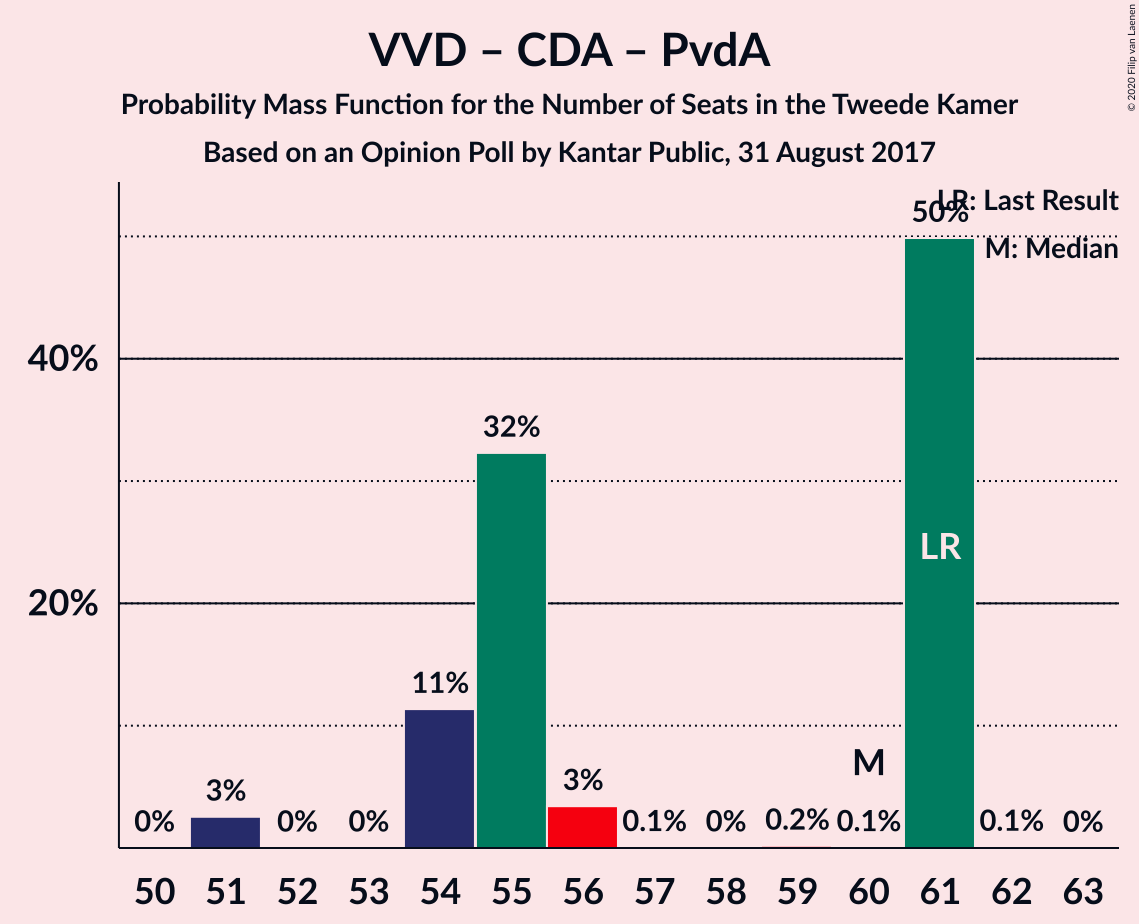 VVD – CDA – PvdA
Probability Mass Function for the Number of Seats in the Tweede Kamer
Based on an Opinion Poll by Kantar Public, 31 August 2017
© 2020 Filip van Laenen
LR: Last Result
M: Median
50%
40%
32%
LR
20%
11%
M
3%
3%
0%
0%
0%
0.1%
0%
0.2%
0.1%
0.1%
0%
50 51 52 53 54 55 56 57 58 59 60 61 62 63